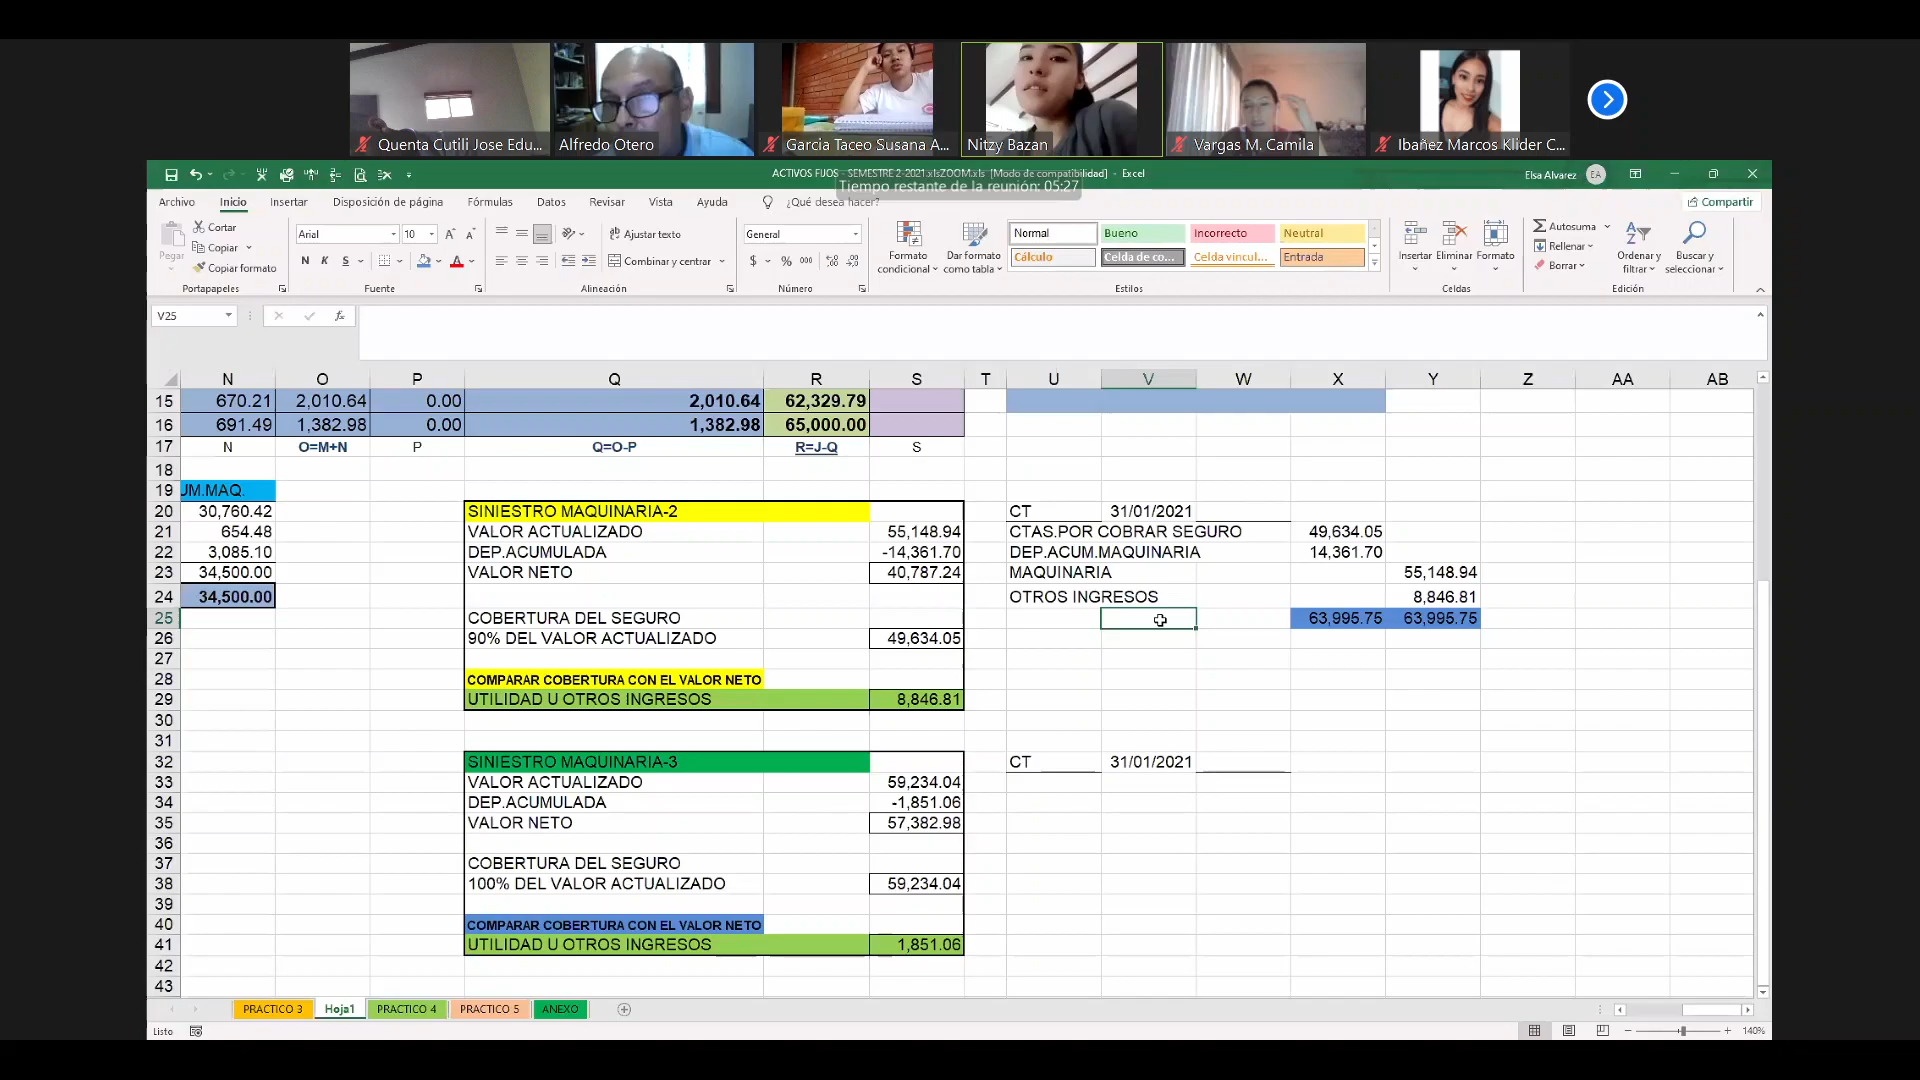 Quenta Cutili Jose Edu...
Alfredo Otero
Garcia Taceo Susana A...
Nitzy Bazan
Vargas M. Camila
Ibañez Marcos Klider C...
ACTIVOS FIJOS - SEMESTRE 2-2021.xlsZOOM.xls [Modo de compatibilidad] - Excel
Elsa Alvarez EA
Tiempo restante de la reunión: 05:27
Archivo Inicio Insertar Disposición de página Fórmulas Datos Revisar Vista Ayuda ¿Qué desea hacer? Compartir
Pegar
Cortar
Copiar
Copiar formato
Portapapeles
Arial 10
N K S
Fuente
Ajustar texto
Combinar y centrar
Alineación
General
$ % 000
Número
Formato condicional
Dar formato como tabla
Normal Bueno Incorrecto Neutral
Cálculo Celda de co... Celda vincul... Entrada
Estilos
Insertar Eliminar Formato
Celdas
Autosuma
Rellenar
Borrar
Ordenar y filtrar
Buscar y seleccionar
Edición
V25 fx
N O P Q R S T U V W X Y Z AA AB
15 670.21 2,010.64 0.00 2,010.64 62,329.79
16 691.49 1,382.98 0.00 1,382.98 65,000.00
17 N O=M+N P Q=O-P R=J-Q S
18
19 UM.MAQ.
20 30,760.42 SINIESTRO MAQUINARIA-2 CT 31/01/2021
21 654.48 VALOR ACTUALIZADO 55,148.94 CTAS.POR COBRAR SEGURO 49,634.05
22 3,085.10 DEP.ACUMULADA -14,361.70 DEP.ACUM.MAQUINARIA 14,361.70
23 34,500.00 VALOR NETO 40,787.24 MAQUINARIA 55,148.94
24 34,500.00 OTROS INGRESOS 8,846.81
25 COBERTURA DEL SEGURO 63,995.75 63,995.75
26 90% DEL VALOR ACTUALIZADO 49,634.05
27
28 COMPARAR COBERTURA CON EL VALOR NETO
29 UTILIDAD U OTROS INGRESOS 8,846.81
30
31
32 SINIESTRO MAQUINARIA-3 CT 31/01/2021
33 VALOR ACTUALIZADO 59,234.04
34 DEP.ACUMULADA -1,851.06
35 VALOR NETO 57,382.98
36
37 COBERTURA DEL SEGURO
38 100% DEL VALOR ACTUALIZADO 59,234.04
39
40 COMPARAR COBERTURA CON EL VALOR NETO
41 UTILIDAD U OTROS INGRESOS 1,851.06
42
43
PRACTICO 3 Hoja1 PRACTICO 4 PRACTICO 5 ANEXO
Listo 140%